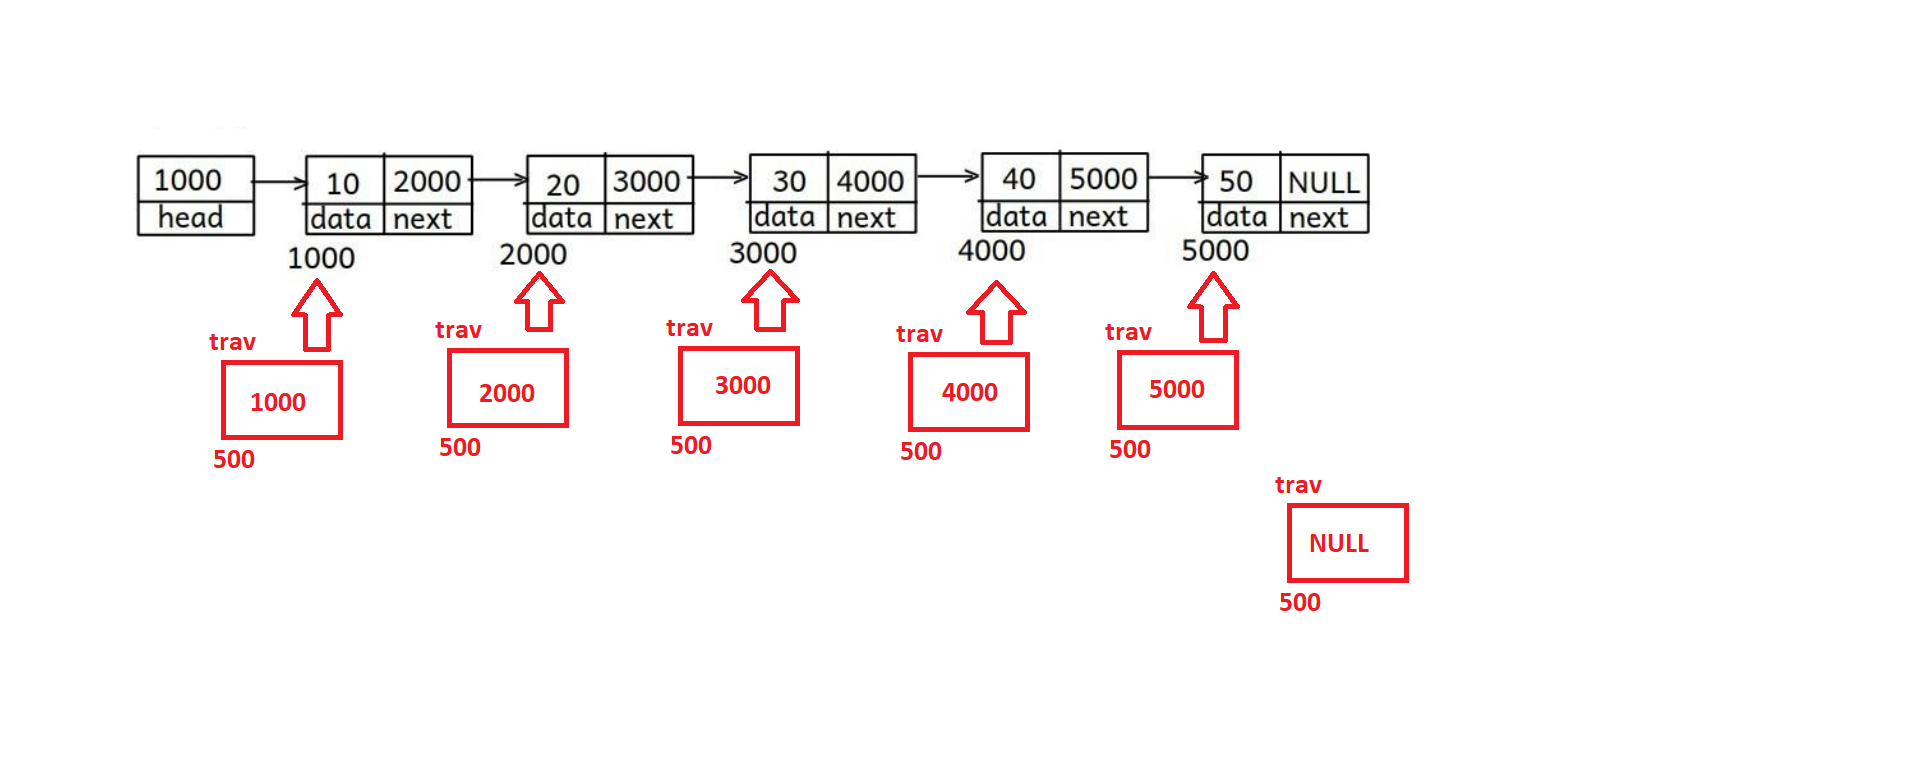 1000 10 2000 20 3000 30 4000 40 5000 50 NULL
head data next data next data next data next data next
1000 2000 3000 4000 5000
trav trav trav trav trav
1000 2000 3000 4000 5000
500 500 500 500 500
trav
NULL
500